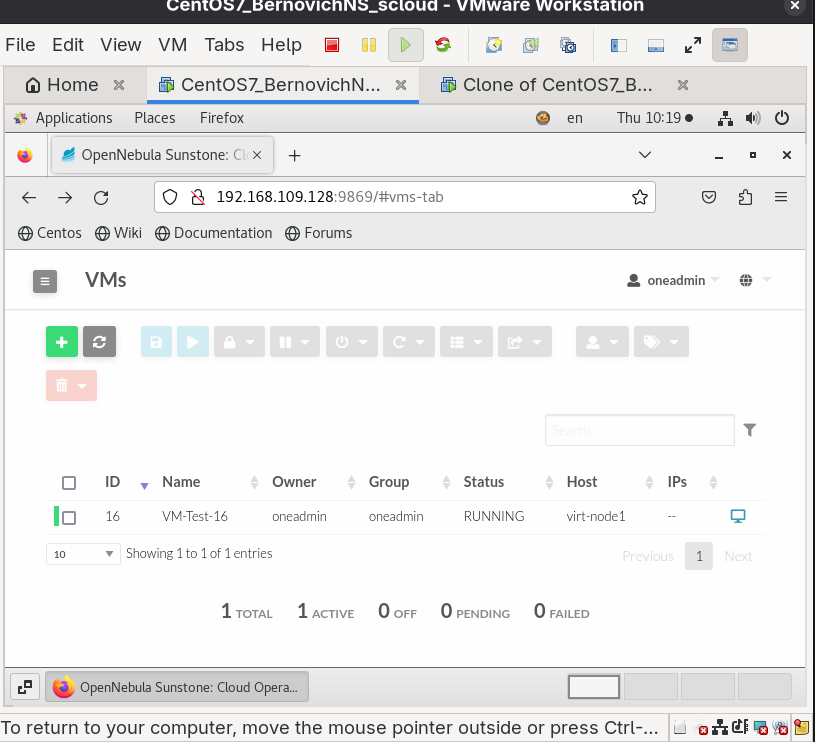 CentOS7_BernovichNS_scloud - VMware Workstation
File Edit View VM Tabs Help
Home CentOS7_BernovichN... Clone of CentOS7_B...
Applications Places Firefox en Thu 10:19
OpenNebula Sunstone: Cl
192.168.109.128:9869/#vms-tab
Centos Wiki Documentation Forums
VMs oneadmin
Search
ID Name Owner Group Status Host IPs
16 VM-Test-16 oneadmin oneadmin RUNNING virt-node1 --
10 Showing 1 to 1 of 1 entries Previous 1 Next
1 TOTAL 1 ACTIVE 0 OFF 0 PENDING 0 FAILED
OpenNebula Sunstone: Cloud Opera...
To return to your computer, move the mouse pointer outside or press Ctrl-...